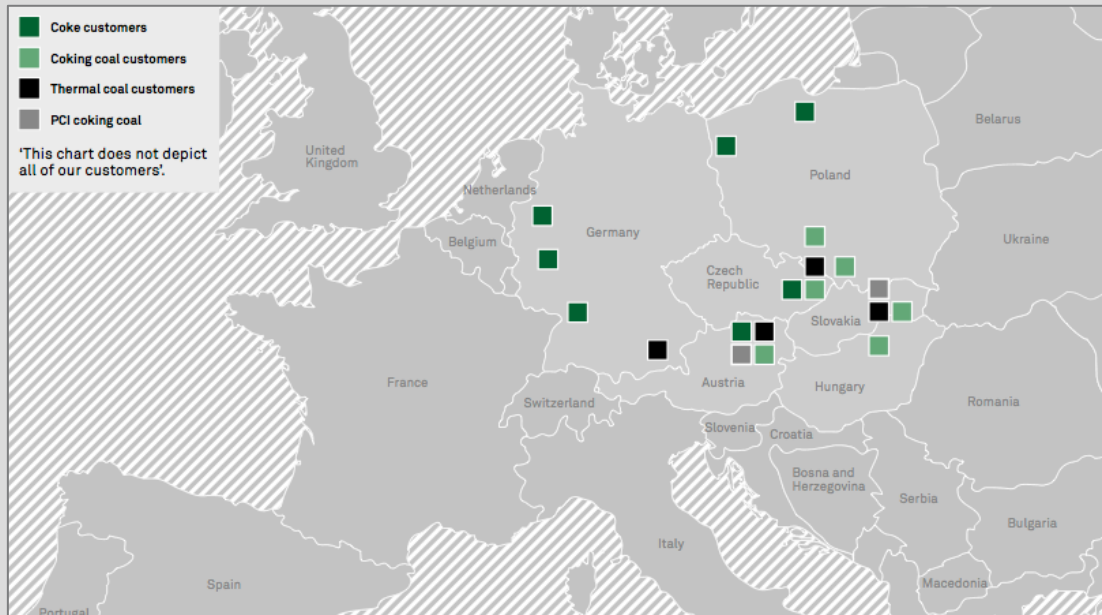 Coke customers
Coking coal customers
Thermal coal customers
PCI coking coal
‘This chart does not depict
all of our customers’.
United
Kingdom
Netherlands
Belgium
Germany
Poland
Belarus
Ukraine
Czech
Republic
Slovakia
France
Switzerland
Austria
Hungary
Romania
Slovenia
Croatia
Bosna and
Herzegovina
Serbia
Bulgaria
Italy
Macedonia
Spain
Portugal